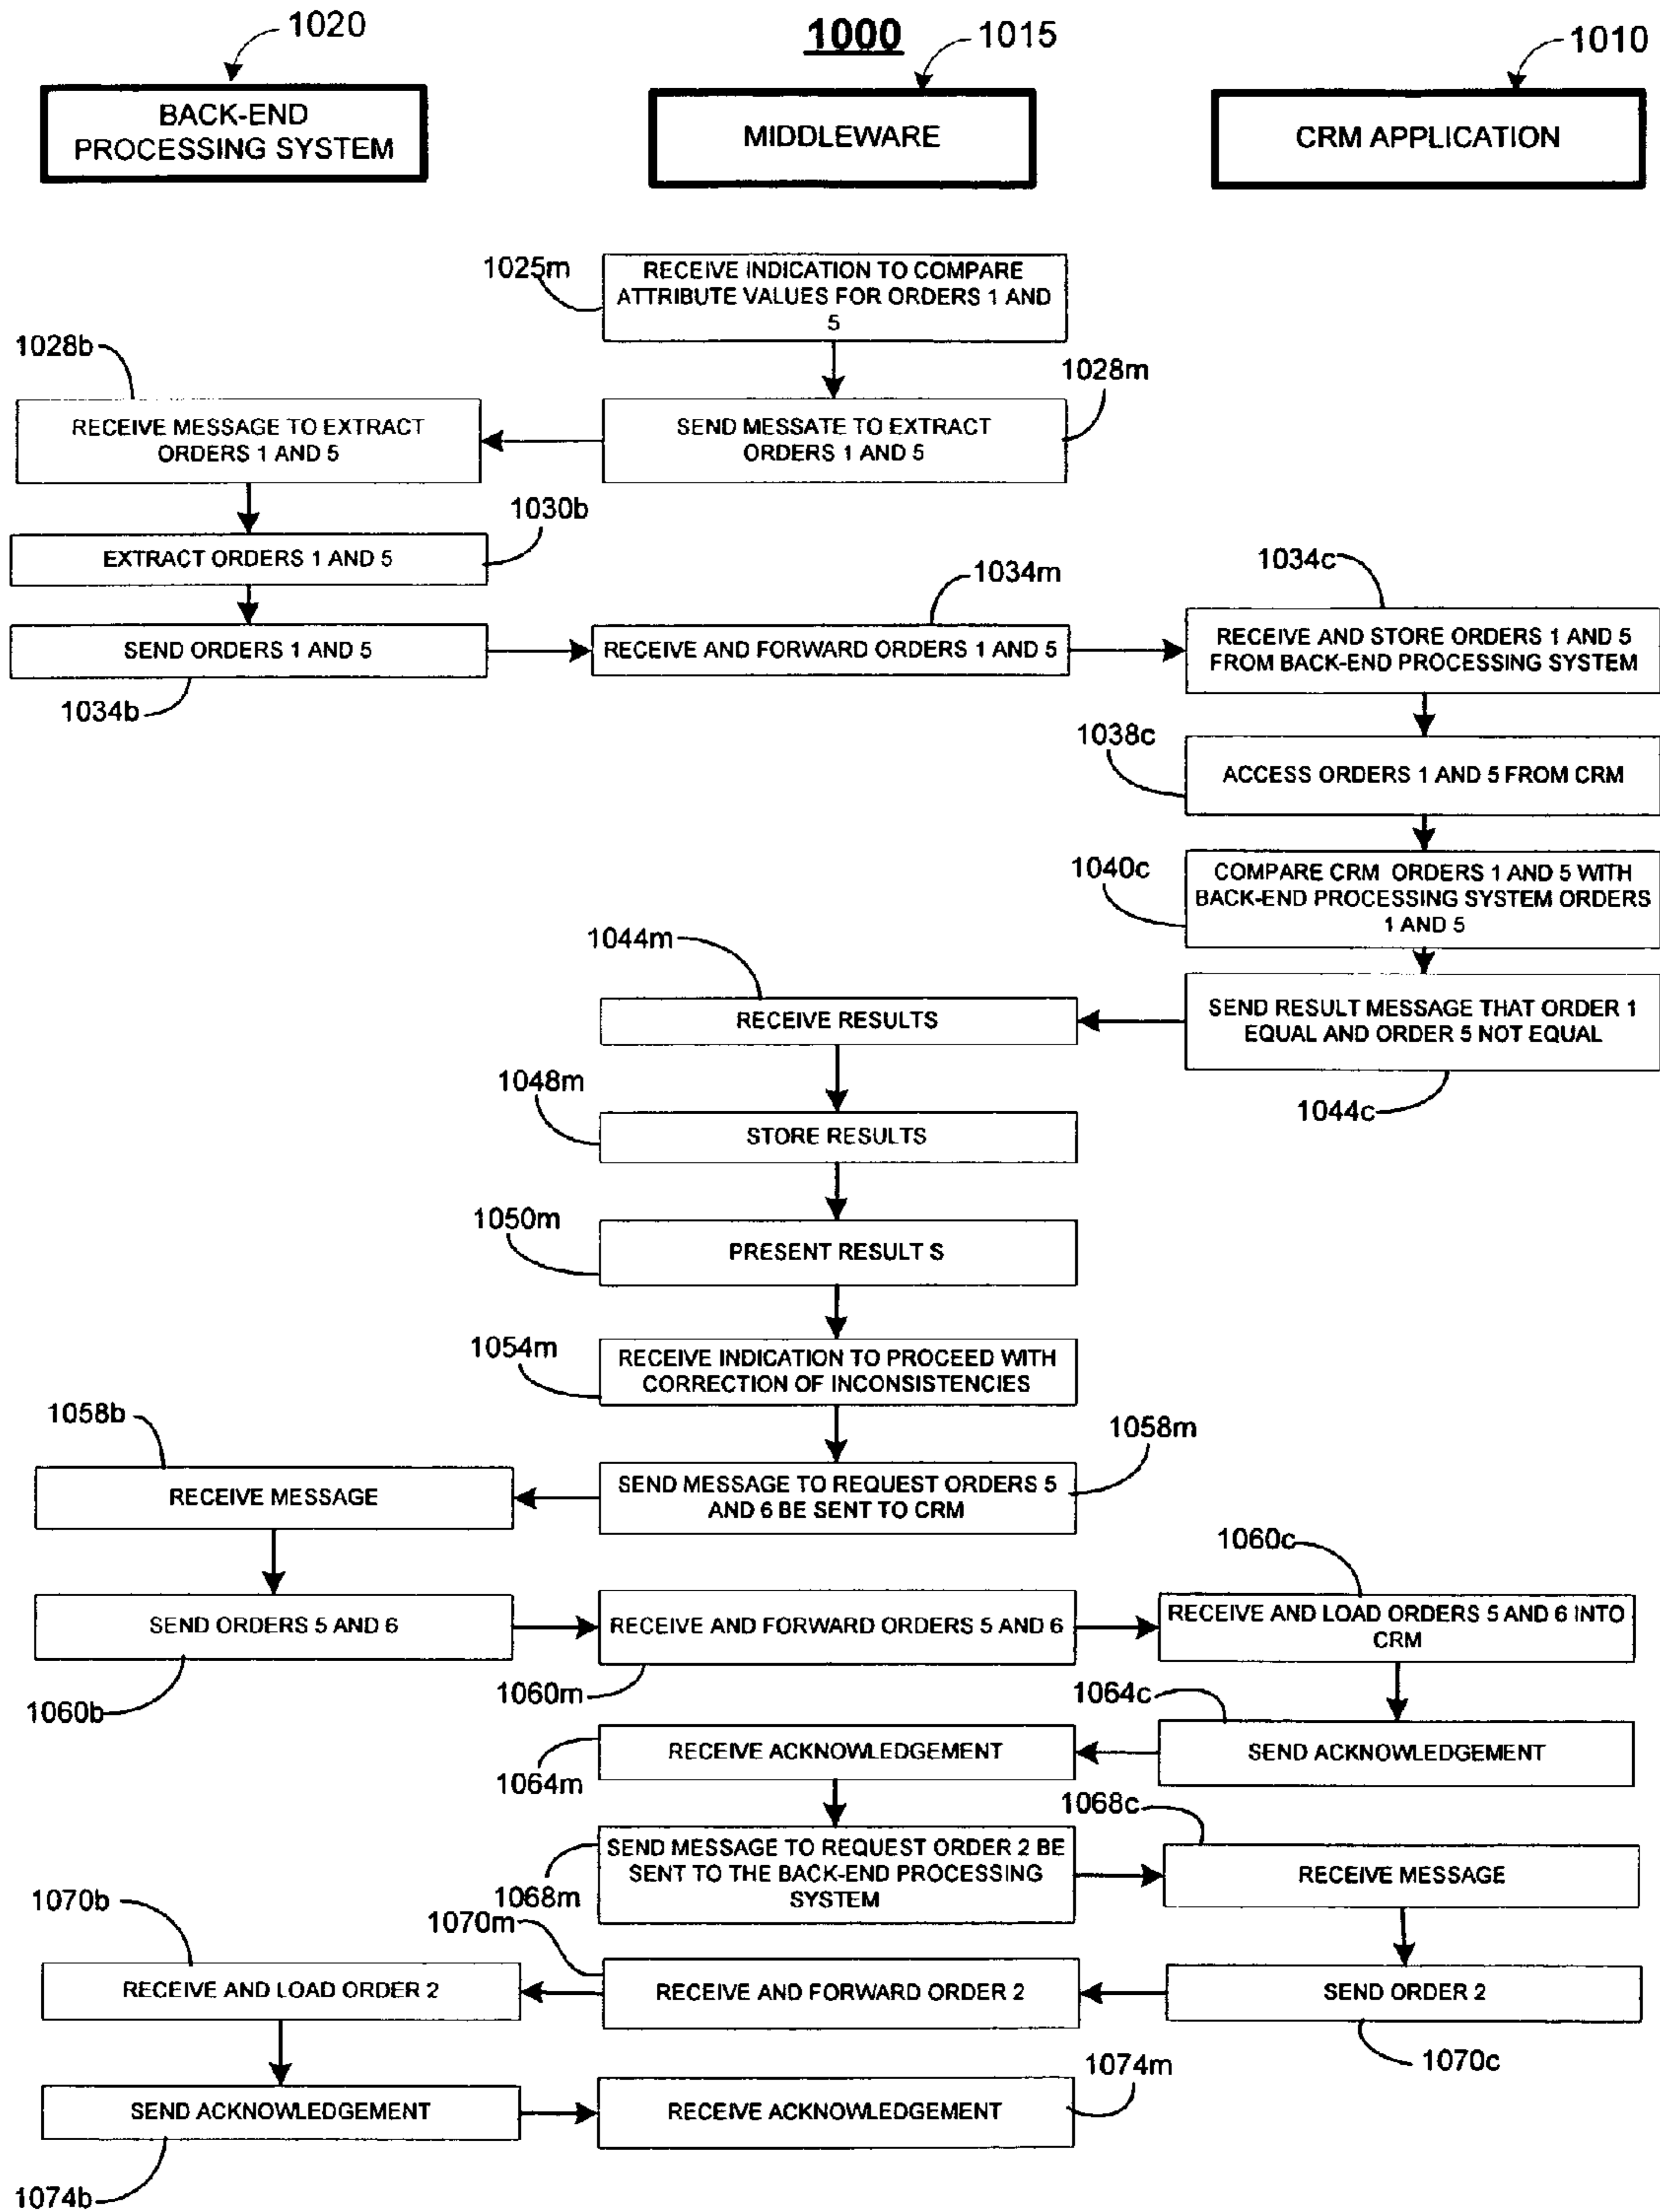 1020
1000
1015
1010
BACK-END
PROCESSING SYSTEM
MIDDLEWARE
CRM APPLICATION
1025m
RECEIVE INDICATION TO COMPARE
ATTRIBUTE VALUES FOR ORDERS 1 AND
5
1028b
1028m
RECEIVE MESSAGE TO EXTRACT
ORDERS 1 AND 5
SEND MESSATE TO EXTRACT
ORDERS 1 AND 5
1030b
EXTRACT ORDERS 1 AND 5
1034m
1034c
SEND ORDERS 1 AND 5
RECEIVE AND FORWARD ORDERS 1 AND 5
RECEIVE AND STORE ORDERS 1 AND 5
FROM BACK-END PROCESSING SYSTEM
1034b
1038c
ACCESS ORDERS 1 AND 5 FROM CRM
1040c
COMPARE CRM ORDERS 1 AND 5 WITH
BACK-END PROCESSING SYSTEM ORDERS
1 AND 5
1044m
RECEIVE RESULTS
SEND RESULT MESSAGE THAT ORDER 1
EQUAL AND ORDER 5 NOT EQUAL
1044c
1048m
STORE RESULTS
1050m
PRESENT RESULT S
1054m
RECEIVE INDICATION TO PROCEED WITH
CORRECTION OF INCONSISTENCIES
1058b
1058m
RECEIVE MESSAGE
SEND MESSAGE TO REQUEST ORDERS 5
AND 6 BE SENT TO CRM
1060c
SEND ORDERS 5 AND 6
RECEIVE AND FORWARD ORDERS 5 AND 6
RECEIVE AND LOAD ORDERS 5 AND 6 INTO
CRM
1060b
1060m
1064c
RECEIVE ACKNOWLEDGEMENT
SEND ACKNOWLEDGEMENT
1064m
1068c
SEND MESSAGE TO REQUEST ORDER 2 BE
SENT TO THE BACK-END PROCESSING
SYSTEM
RECEIVE MESSAGE
1068m
1070b
1070m
RECEIVE AND LOAD ORDER 2
RECEIVE AND FORWARD ORDER 2
SEND ORDER 2
1070c
1074m
SEND ACKNOWLEDGEMENT
RECEIVE ACKNOWLEDGEMENT
1074b